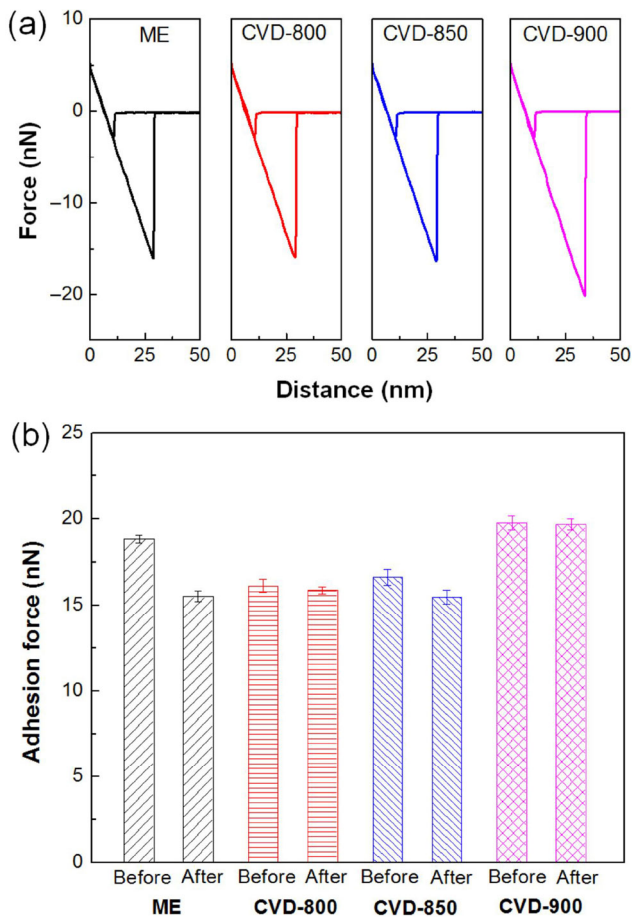 (a)
ME
CVD-800
CVD-850
CVD-900
10
0
−10
−20
Force (nN)
0 25 50
0 25 50
0 25 50
0 25 50
Distance (nm)
(b)
25
20
15
10
5
0
Adhesion force (nN)
Before After Before After Before After Before After
ME CVD-800 CVD-850 CVD-900